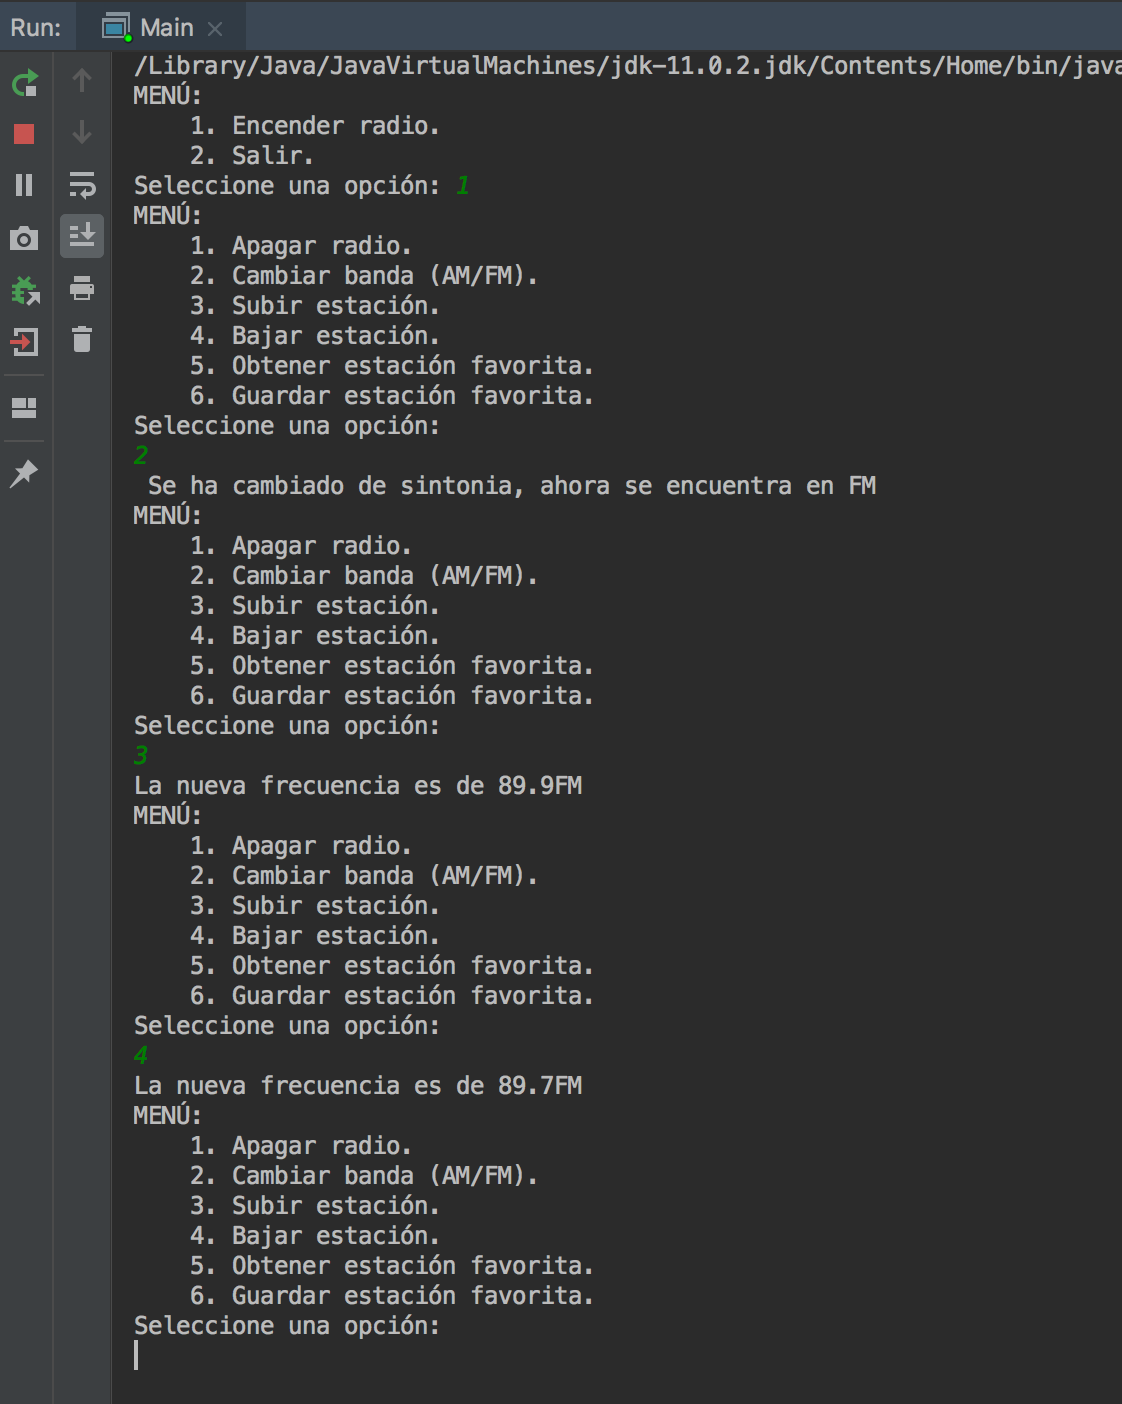 Run: Main
/Library/Java/JavaVirtualMachines/jdk-11.0.2.jdk/Contents/Home/bin/java
MENÚ:
    1. Encender radio.
    2. Salir.
Seleccione una opción: 1
MENÚ:
    1. Apagar radio.
    2. Cambiar banda (AM/FM).
    3. Subir estación.
    4. Bajar estación.
    5. Obtener estación favorita.
    6. Guardar estación favorita.
Seleccione una opción:
2
 Se ha cambiado de sintonia, ahora se encuentra en FM
MENÚ:
    1. Apagar radio.
    2. Cambiar banda (AM/FM).
    3. Subir estación.
    4. Bajar estación.
    5. Obtener estación favorita.
    6. Guardar estación favorita.
Seleccione una opción:
3
La nueva frecuencia es de 89.9FM
MENÚ:
    1. Apagar radio.
    2. Cambiar banda (AM/FM).
    3. Subir estación.
    4. Bajar estación.
    5. Obtener estación favorita.
    6. Guardar estación favorita.
Seleccione una opción:
4
La nueva frecuencia es de 89.7FM
MENÚ:
    1. Apagar radio.
    2. Cambiar banda (AM/FM).
    3. Subir estación.
    4. Bajar estación.
    5. Obtener estación favorita.
    6. Guardar estación favorita.
Seleccione una opción: